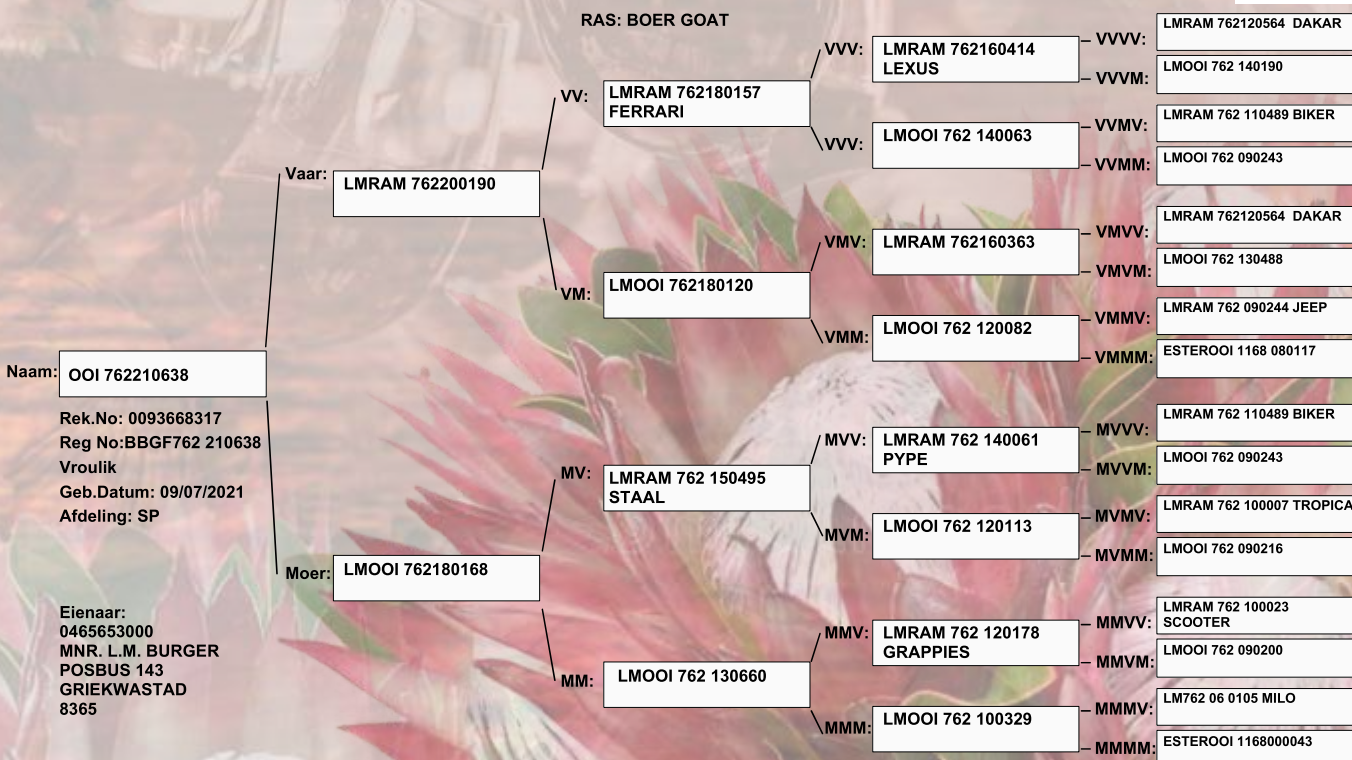 RAS: BOER GOAT
Naam: OOI 762210638
Rek.No: 0093668317
Reg No:BBGF762 210638
Vroulik
Geb.Datum: 09/07/2021
Afdeling: SP
Eienaar:
0465653000
MNR. L.M. BURGER
POSBUS 143
GRIEKWASTAD
8365
Vaar: LMRAM 762200190
Moer: LMOOI 762180168
VV: LMRAM 762180157
FERRARI
VM: LMOOI 762180120
MV: LMRAM 762 150495
STAAL
MM: LMOOI 762 130660
VVV: LMRAM 762160414
LEXUS
VVV: LMOOI 762 140063
VMV: LMRAM 762160363
VMM: LMOOI 762 120082
MVV: LMRAM 762 140061
PYPE
MVM: LMOOI 762 120113
MMV: LMRAM 762 120178
GRAPPIES
MMM: LMOOI 762 100329
VVVV: LMRAM 762120564 DAKAR
VVVM: LMOOI 762 140190
VVMV: LMRAM 762 110489 BIKER
VVMM: LMOOI 762 090243
VMVV: LMRAM 762120564 DAKAR
VMVM: LMOOI 762 130488
VMMV: LMRAM 762 090244 JEEP
VMMM: ESTEROOI 1168 080117
MVVV: LMRAM 762 110489 BIKER
MVVM: LMOOI 762 090243
MVMV: LMRAM 762 100007 TROPICA
MVMM: LMOOI 762 090216
MMVV: LMRAM 762 100023
SCOOTER
MMVM: LMOOI 762 090200
MMMV: LM762 06 0105 MILO
MMMM: ESTEROOI 1168000043